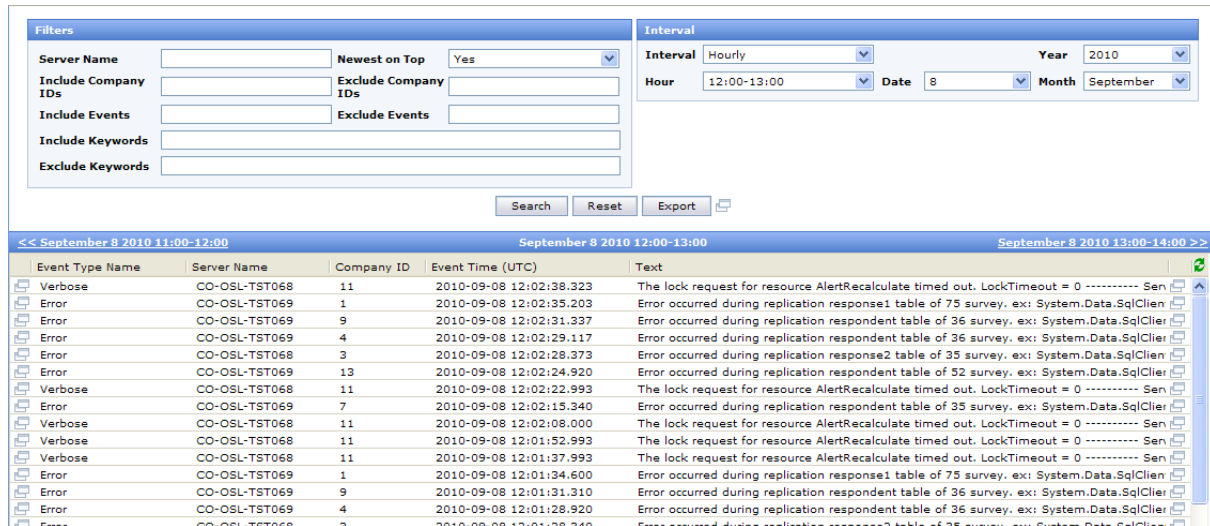 Filters
Server Name Newest on Top Yes
Include Company IDs Exclude Company IDs
Include Events Exclude Events
Include Keywords
Exclude Keywords
Interval
Interval Hourly Year 2010
Hour 12:00-13:00 Date 8 Month September
Search Reset Export
<< September 8 2010 11:00-12:00 September 8 2010 12:00-13:00 September 8 2010 13:00-14:00 >>
Event Type Name Server Name Company ID Event Time (UTC) Text
Verbose CO-OSL-TST068 11 2010-09-08 12:02:38.323 The lock request for resource AlertRecalculate timed out. LockTimeout = 0 ---------- Sen
Error CO-OSL-TST069 1 2010-09-08 12:02:35.203 Error occurred during replication response1 table of 75 survey. ex: System.Data.SqlClien
Error CO-OSL-TST069 9 2010-09-08 12:02:31.337 Error occurred during replication respondent table of 36 survey. ex: System.Data.SqlClier
Error CO-OSL-TST069 4 2010-09-08 12:02:29.117 Error occurred during replication respondent table of 36 survey. ex: System.Data.SqlClier
Error CO-OSL-TST068 3 2010-09-08 12:02:28.373 Error occurred during replication response2 table of 35 survey. ex: System.Data.SqlClien
Error CO-OSL-TST069 13 2010-09-08 12:02:24.920 Error occurred during replication respondent table of 52 survey. ex: System.Data.SqlClier
Verbose CO-OSL-TST068 11 2010-09-08 12:02:22.993 The lock request for resource AlertRecalculate timed out. LockTimeout = 0 ---------- Sen
Error CO-OSL-TST069 7 2010-09-08 12:02:15.340 Error occurred during replication respondent table of 35 survey. ex: System.Data.SqlClier
Verbose CO-OSL-TST068 11 2010-09-08 12:02:08.000 The lock request for resource AlertRecalculate timed out. LockTimeout = 0 ---------- Sen
Verbose CO-OSL-TST068 11 2010-09-08 12:01:52.993 The lock request for resource AlertRecalculate timed out. LockTimeout = 0 ---------- Sen
Verbose CO-OSL-TST068 11 2010-09-08 12:01:37.993 The lock request for resource AlertRecalculate timed out. LockTimeout = 0 ---------- Sen
Error CO-OSL-TST069 1 2010-09-08 12:01:34.600 Error occurred during replication response1 table of 75 survey. ex: System.Data.SqlClien
Error CO-OSL-TST069 9 2010-09-08 12:01:31.310 Error occurred during replication respondent table of 36 survey. ex: System.Data.SqlClier
Error CO-OSL-TST069 4 2010-09-08 12:01:28.920 Error occurred during replication respondent table of 36 survey. ex: System.Data.SqlClier